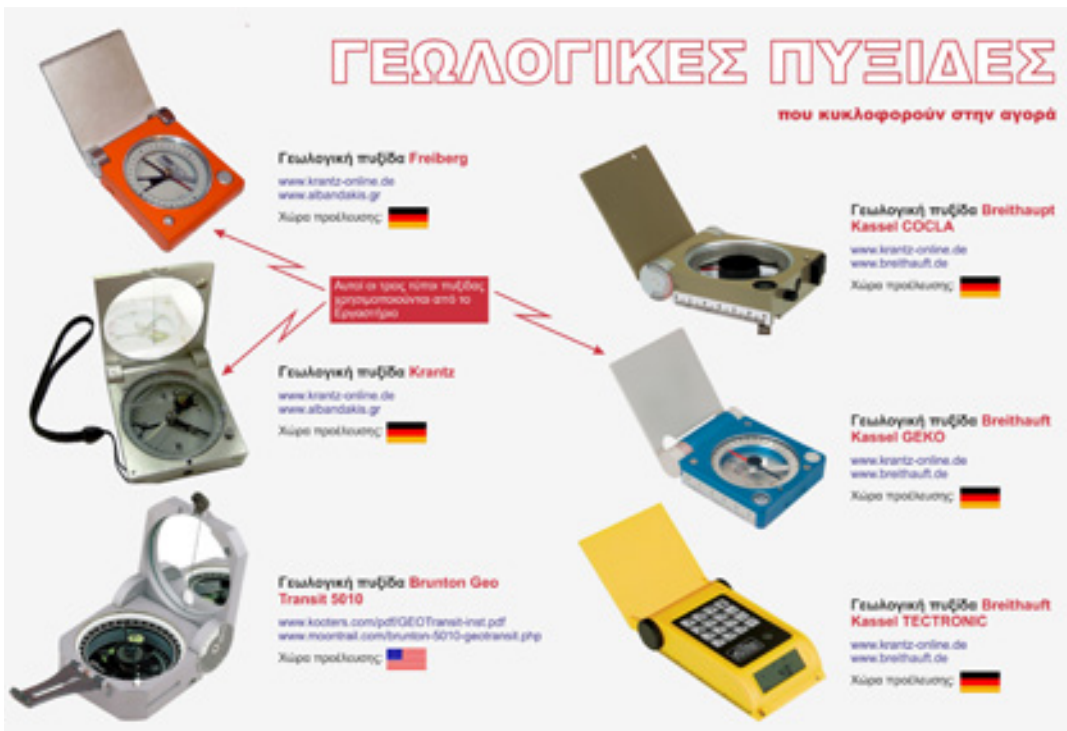 ΓΕΩΛΟΓΙΚΕΣ ΠΥΞΙΔΕΣ
που κυκλοφορούν στην αγορά
Γεωλογική πυξίδα Freiberg
www.krantz-online.de
www.albandakis.gr
Χώρα προέλευσης:
Αυτοί οι τρεις τύποι πυξίδας
χρησιμοποιούνται από το
Εργαστήριο
Γεωλογική πυξίδα Krantz
www.krantz-online.de
www.albandakis.gr
Χώρα προέλευσης:
Γεωλογική πυξίδα Brunton Geo
Transit 5010
www.kooters.com/pdf/GEOTransit-inst.pdf
www.moontrail.com/brunton-5010-geotransit.php
Χώρα προέλευσης:
Γεωλογική πυξίδα Breithaupt
Kassel COCLA
www.krantz-online.de
www.breithauft.de
Χώρα προέλευσης:
Γεωλογική πυξίδα Breithauft
Kassel GEKO
www.krantz-online.de
www.breithauft.de
Χώρα προέλευσης:
Γεωλογική πυξίδα Breithauft
Kassel TECTRONIC
www.krantz-online.de
www.breithauft.de
Χώρα προέλευσης: